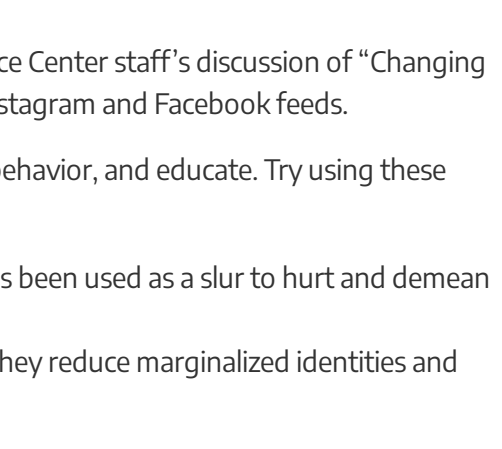 ce Center staff’s discussion of “Changing
stagram and Facebook feeds.
ehavior, and educate. Try using these
s been used as a slur to hurt and demean
hey reduce marginalized identities and